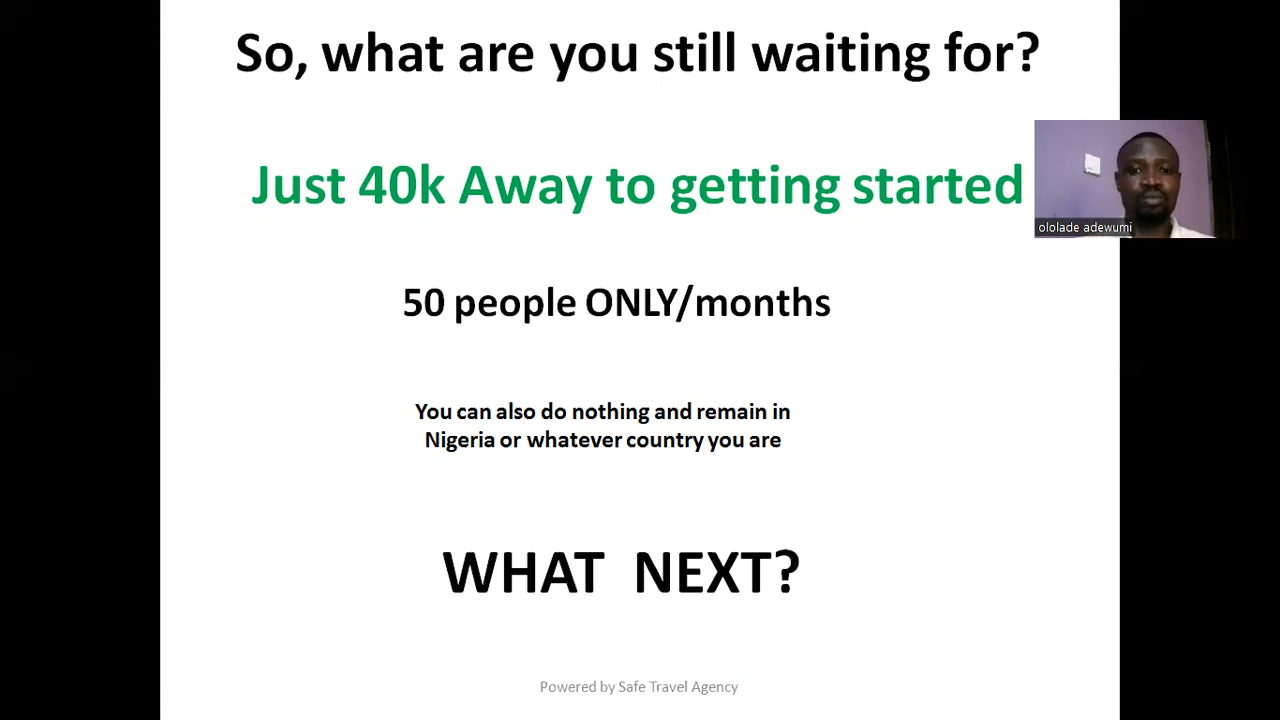 So, what are you still waiting for?
Just 40k Away to getting started
ololade adewumi
50 people ONLY/months
You can also do nothing and remain in
Nigeria or whatever country you are
WHAT NEXT?
Powered by Safe Travel Agency